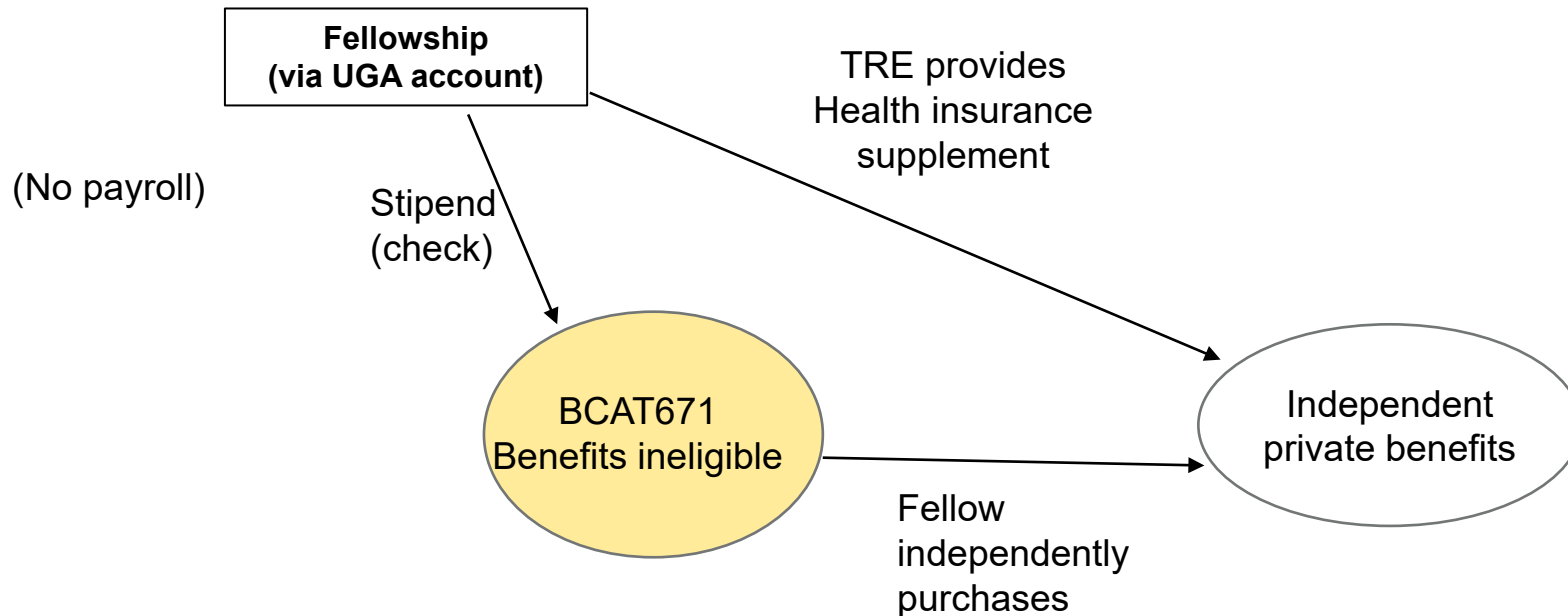 Fellowship
(via UGA account)
TRE provides
Health insurance
supplement
(No payroll)
Stipend
(check)
BCAT671
Benefits ineligible
Independent
private benefits
Fellow
independently
purchases